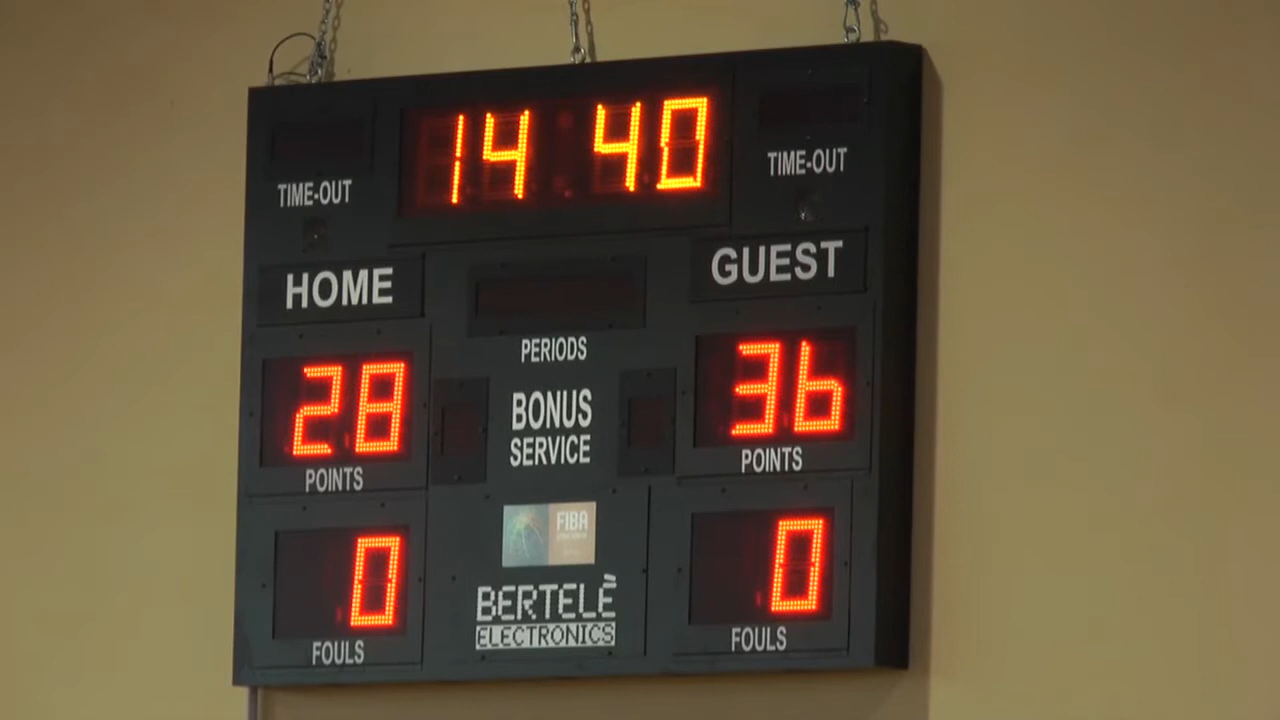 14 40
TIME-OUT
TIME-OUT
HOME
GUEST
PERIODS
28
36
BONUS
SERVICE
POINTS
POINTS
FIBA
0
0
BERTELÈ
ELECTRONICS
FOULS
FOULS